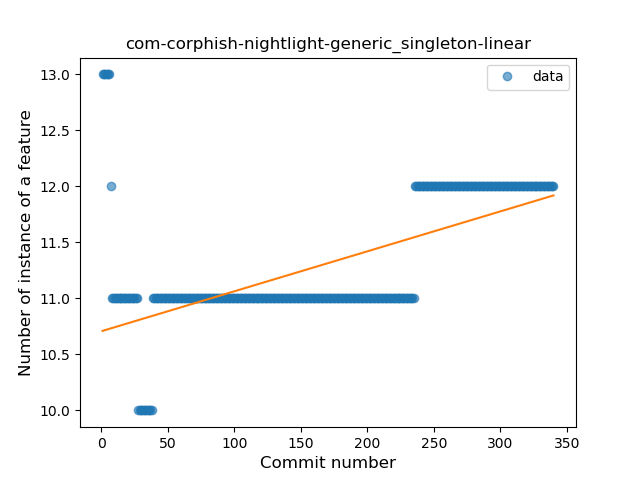 com-corphish-nightlight-generic_singleton-linear
data
Number of instance of a feature
13.0
12.5
12.0
11.5
11.0
10.5
10.0
0 50 100 150 200 250 300 350
Commit number